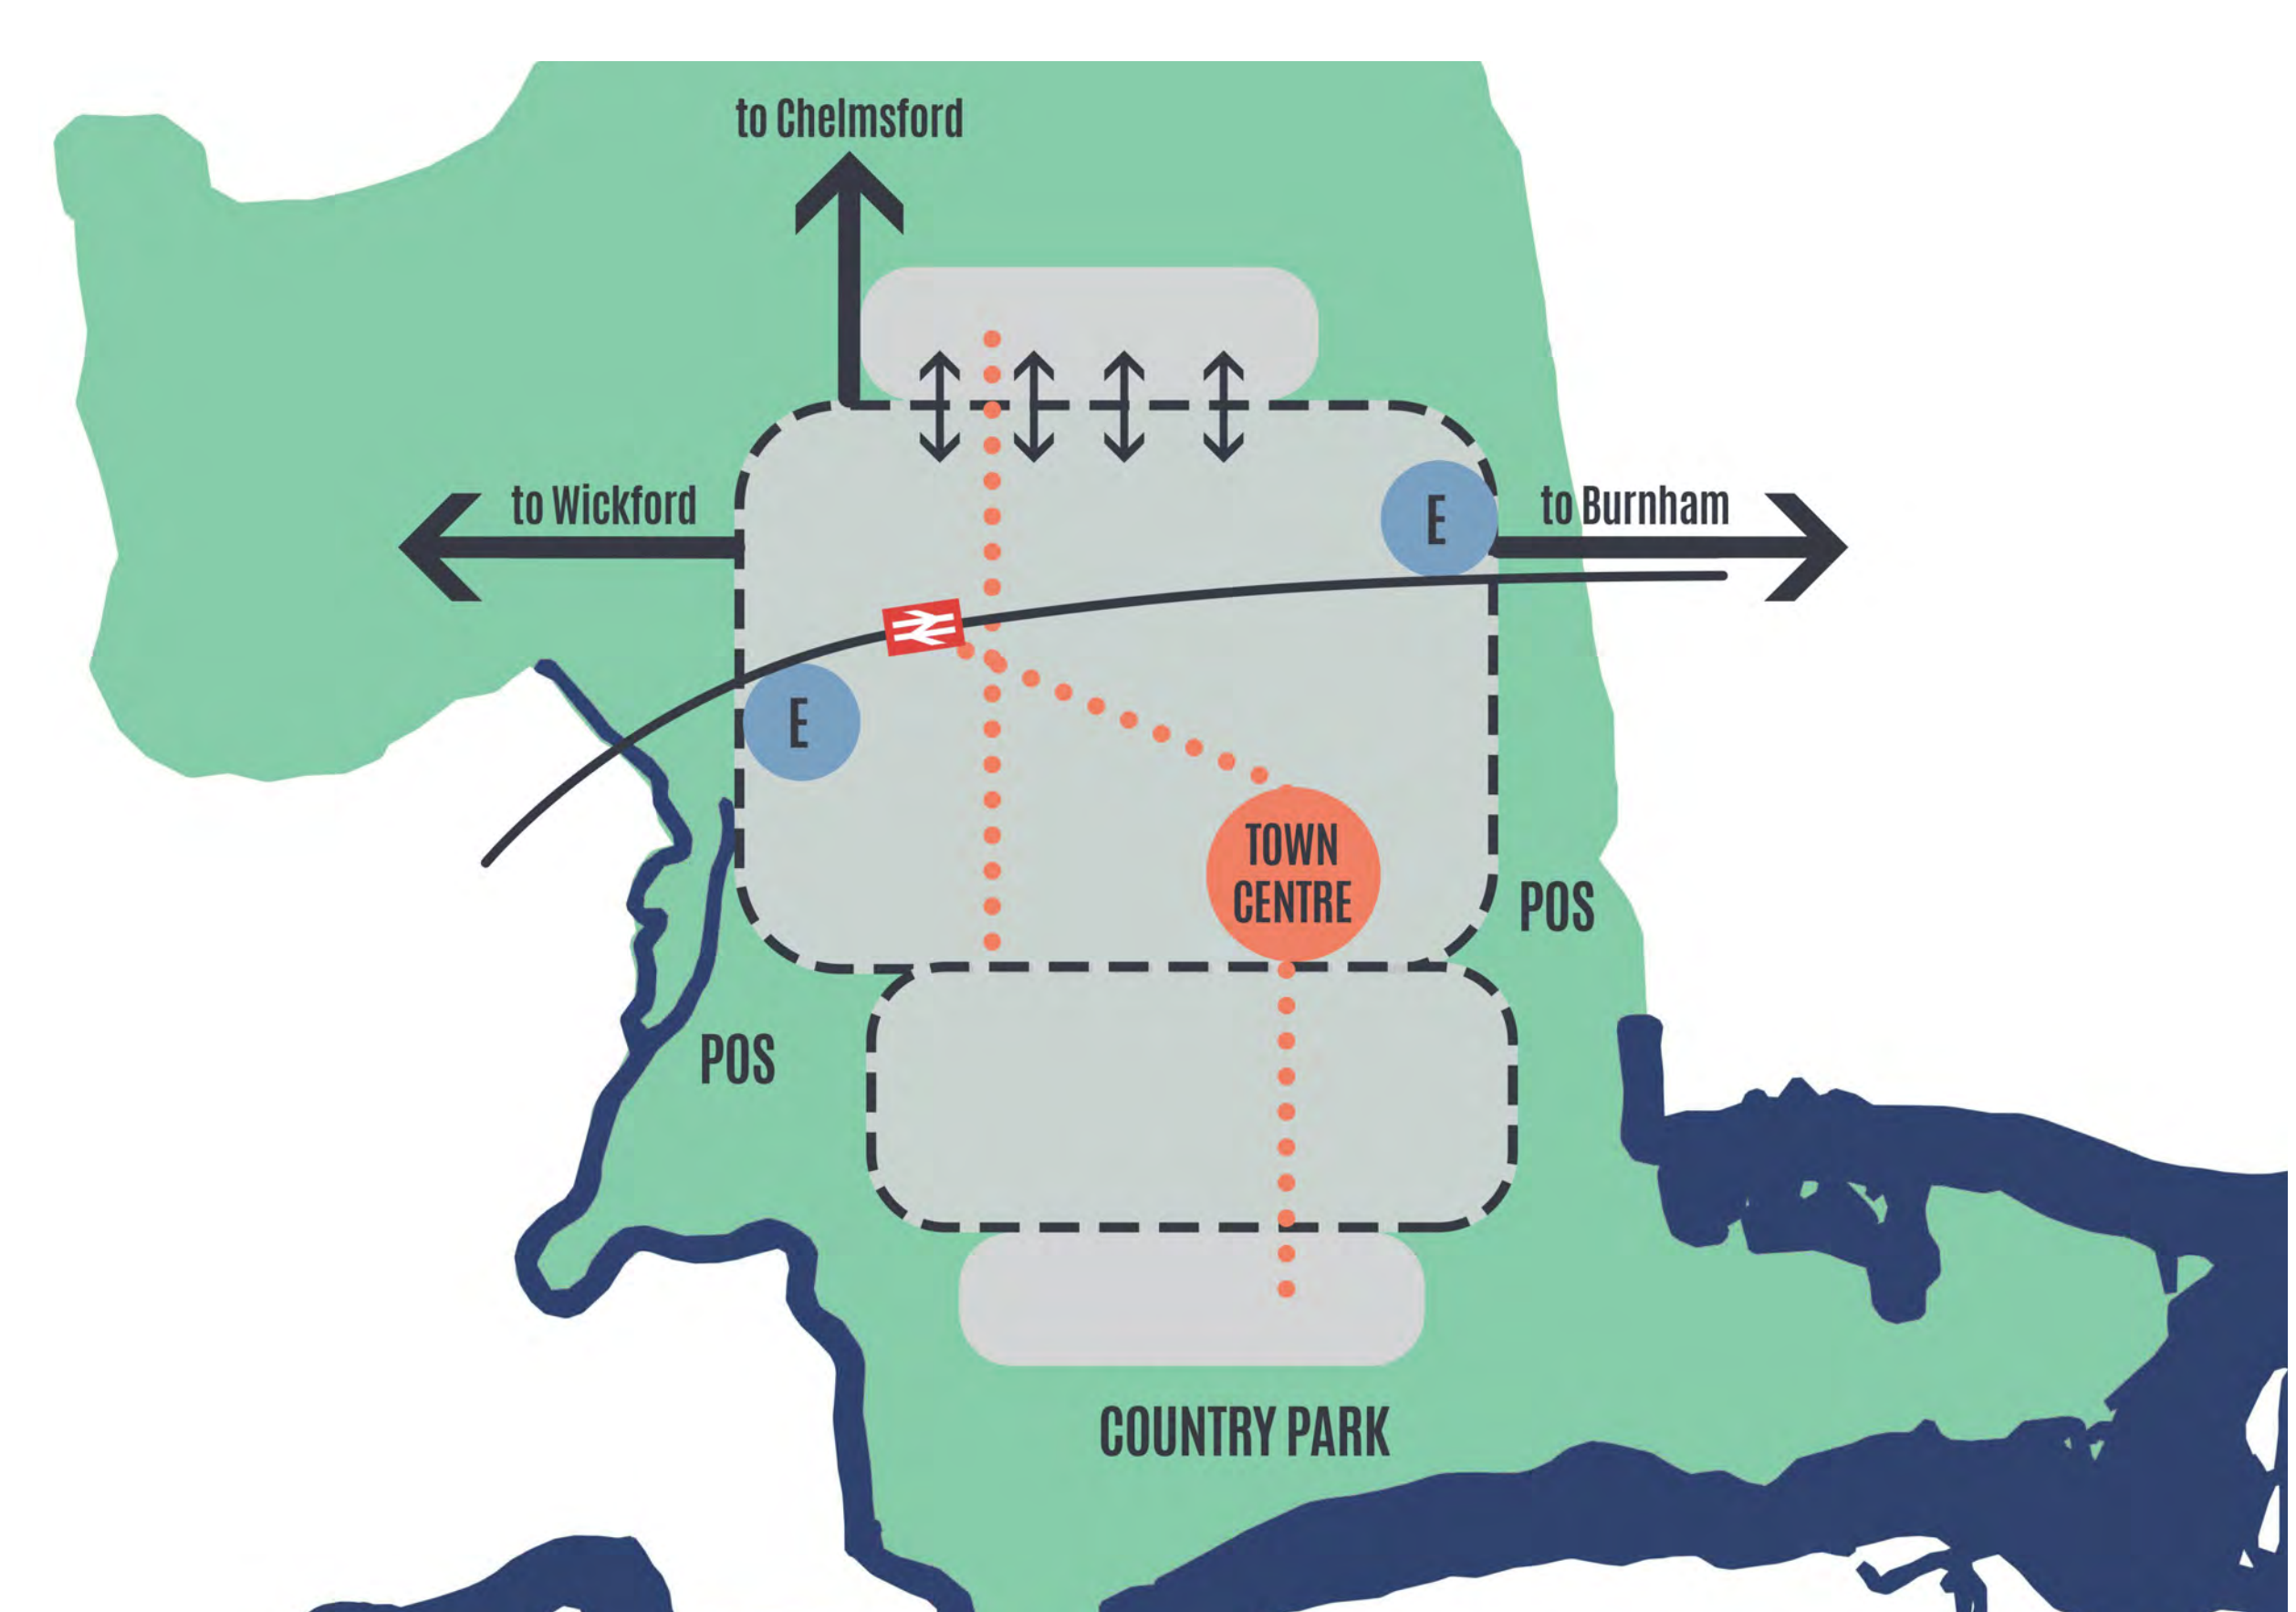 to Chelmsford
to Wickford
to Burnham
E
E
TOWN
CENTRE
POS
POS
COUNTRY PARK